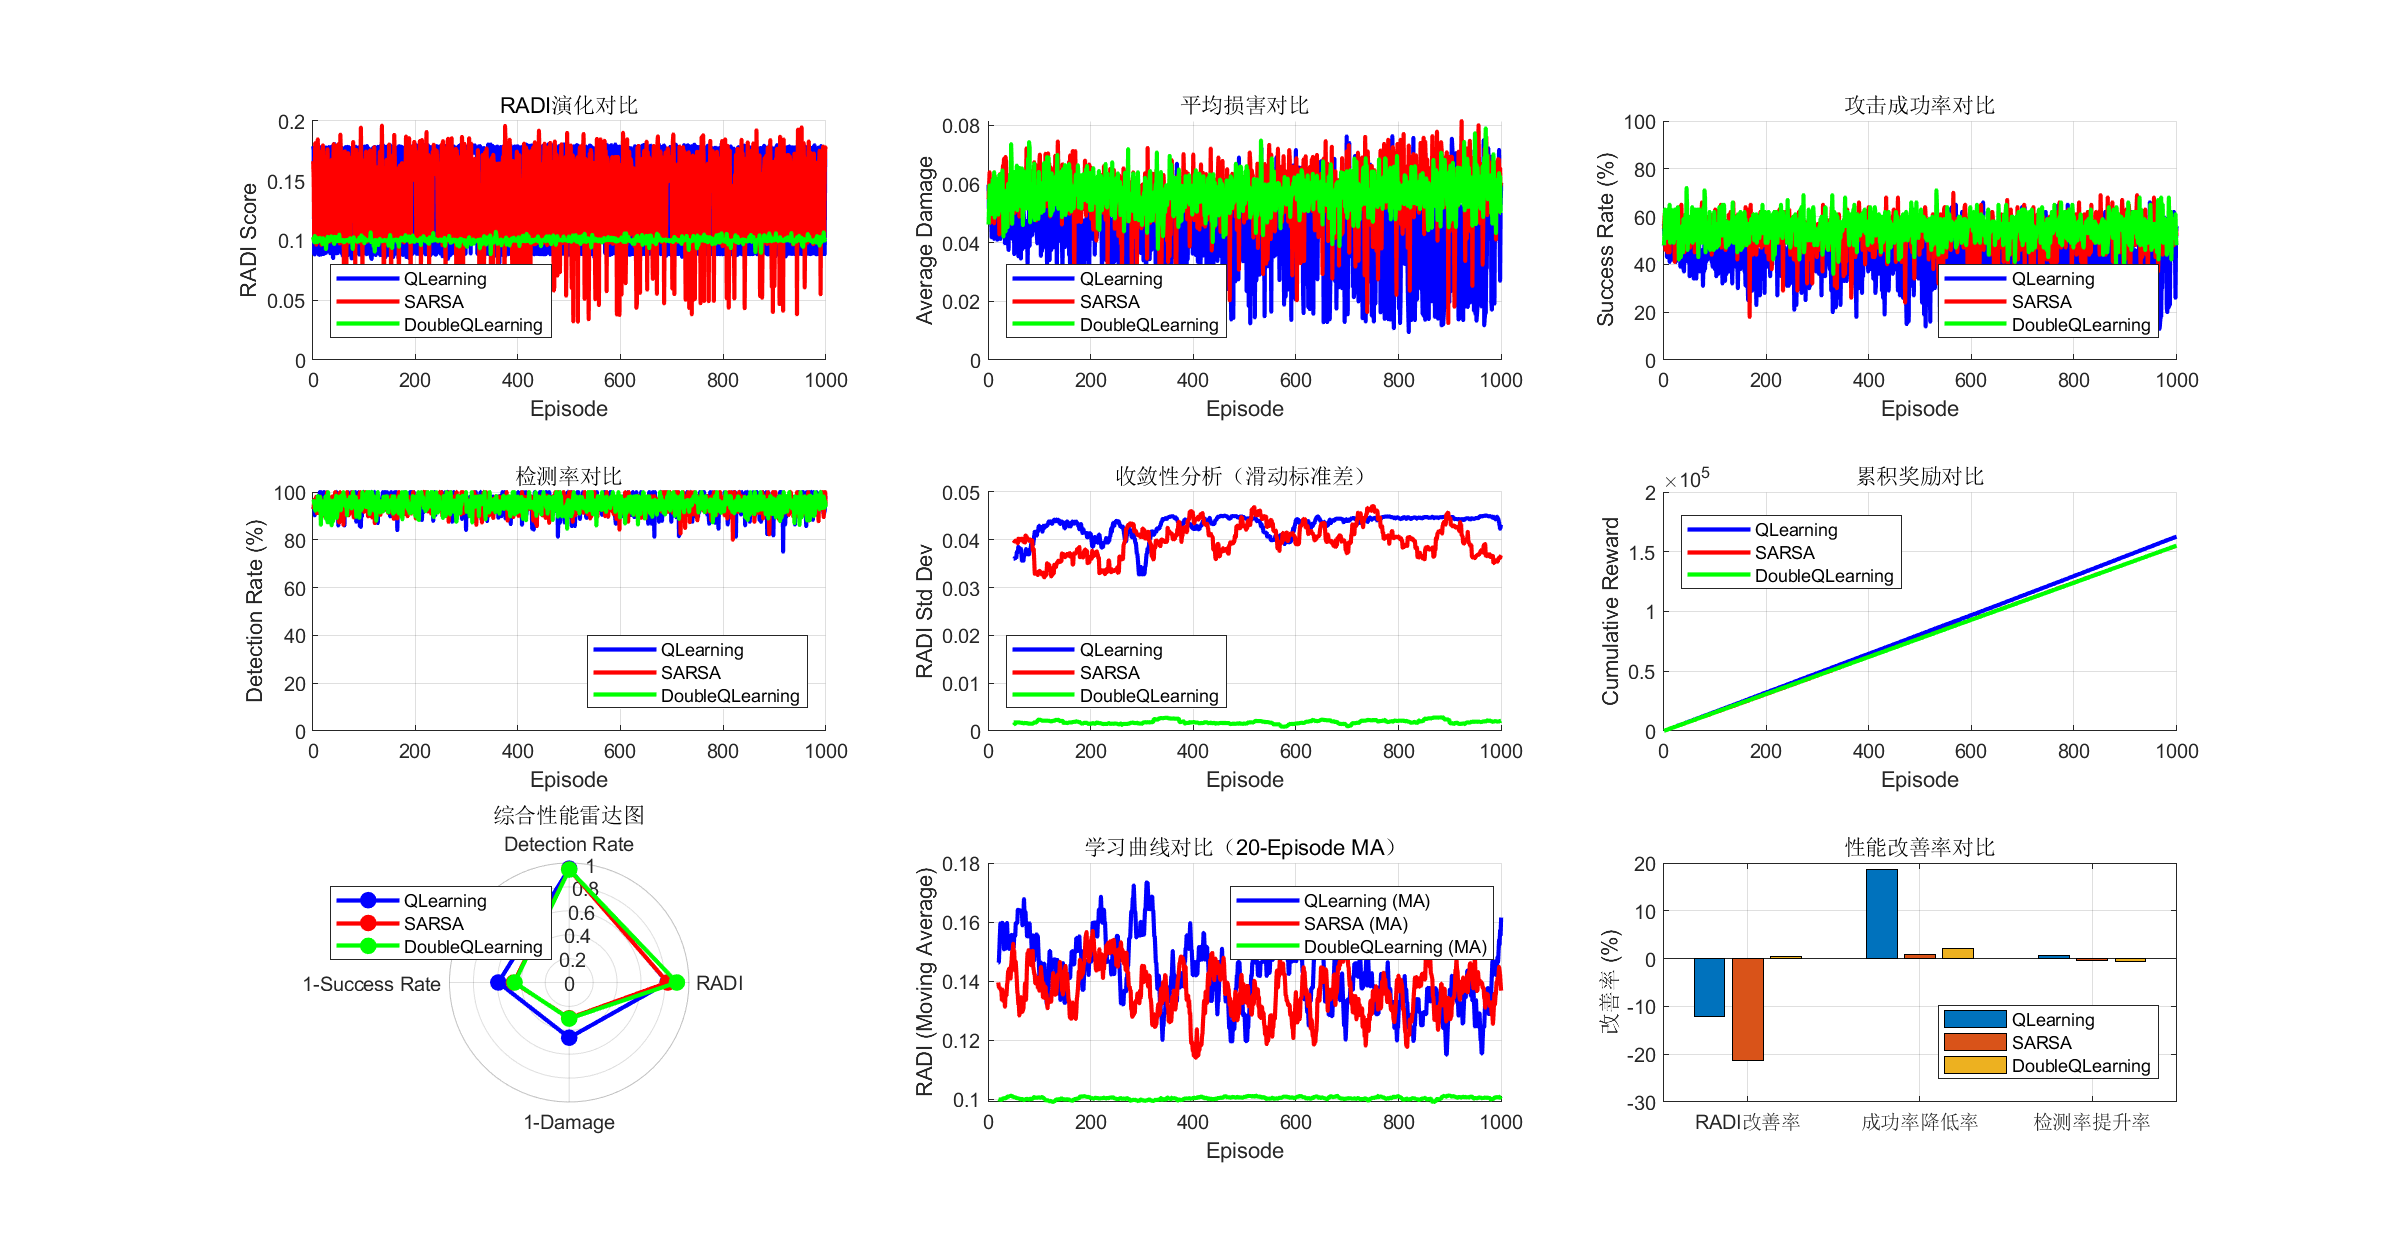 RADI演化对比
RADI Score
0.2
0.15
0.1
0.05
0
QLearning
SARSA
DoubleQLearning
0 200 400 600 800 1000
Episode
平均损害对比
Average Damage
0.08
0.06
0.04
0.02
0
QLearning
SARSA
DoubleQLearning
0 200 400 600 800 1000
Episode
攻击成功率对比
Success Rate (%)
100
80
60
40
20
0
QLearning
SARSA
DoubleQLearning
0 200 400 600 800 1000
Episode
检测率对比
Detection Rate (%)
100
80
60
40
20
0
QLearning
SARSA
DoubleQLearning
0 200 400 600 800 1000
Episode
收敛性分析（滑动标准差）
RADI Std Dev
0.05
0.04
0.03
0.02
0.01
0
QLearning
SARSA
DoubleQLearning
0 200 400 600 800 1000
Episode
累积奖励对比
×10^5
Cumulative Reward
2
1.5
1
0.5
0
QLearning
SARSA
DoubleQLearning
0 200 400 600 800 1000
Episode
综合性能雷达图
Detection Rate
1
0.8
0.6
0.4
0.2
0
QLearning
SARSA
DoubleQLearning
1-Success Rate
RADI
1-Damage
学习曲线对比（20-Episode MA）
RADI (Moving Average)
0.18
0.16
0.14
0.12
0.1
QLearning (MA)
SARSA (MA)
DoubleQLearning (MA)
0 200 400 600 800 1000
Episode
性能改善率对比
改善率 (%)
20
10
0
-10
-20
-30
QLearning
SARSA
DoubleQLearning
RADI改善率 成功率降低率 检测率提升率